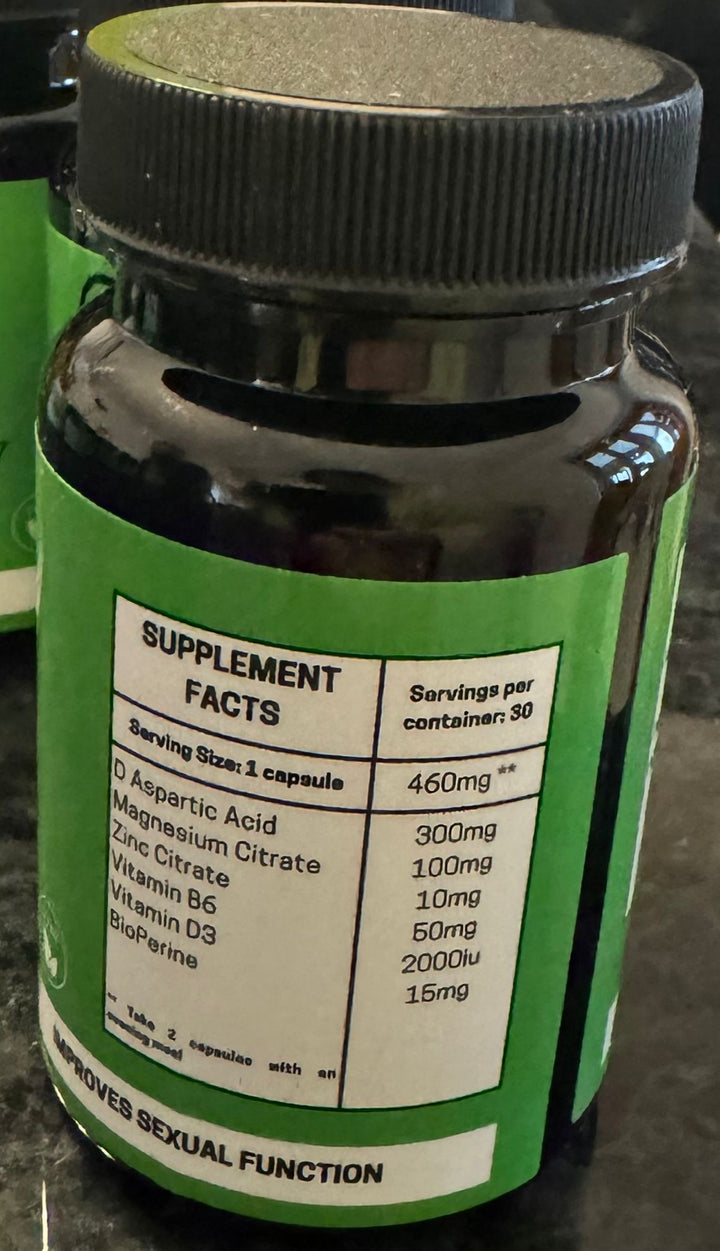 SUPPLEMENT
FACTS
Servings per
container: 30
Serving Size: 1 capsule
460mg **
D Aspartic Acid 300mg
Magnesium Citrate 100mg
Zinc Citrate 10mg
Vitamin B6 50mg
Vitamin D3 2000iu
BioPerine 15mg
** Take 2 capsules with an
evening meal
IMPROVES SEXUAL FUNCTION